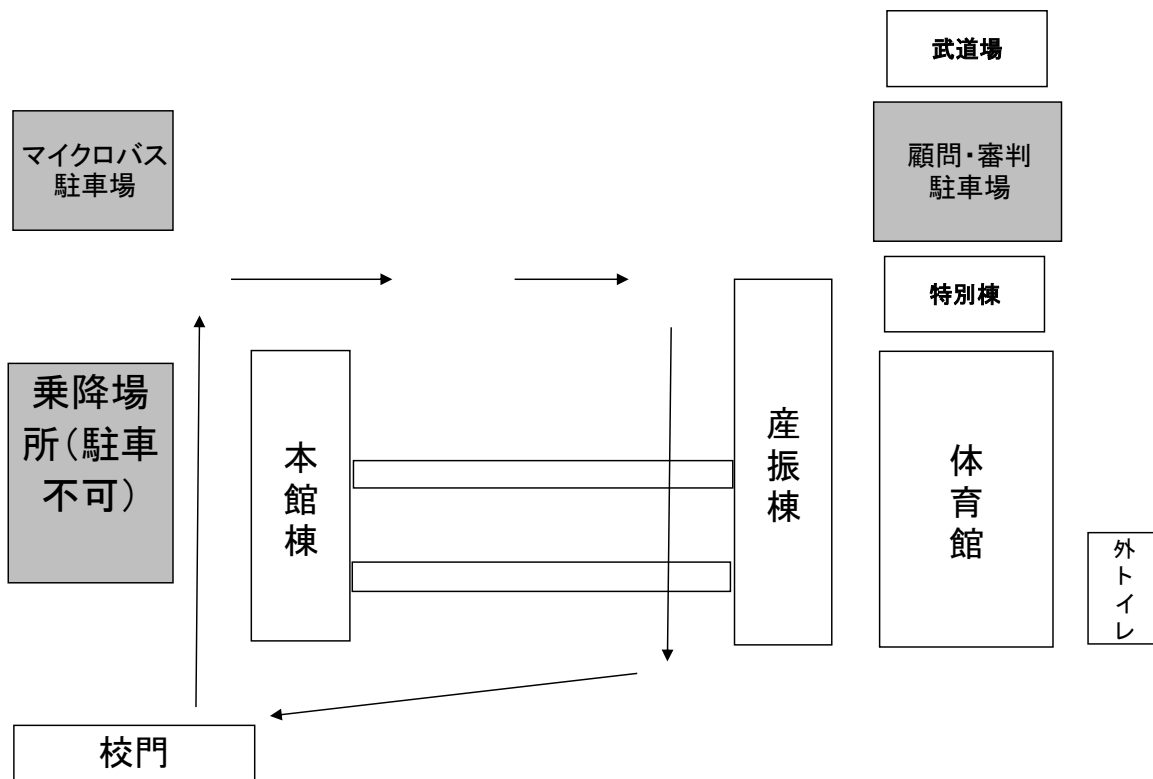 武道場
マイクロバス
駐車場
顧問・審判
駐車場
特別棟
乗降場
所（駐車
不可）
本館棟
産振棟
体育館
外トイレ
校門